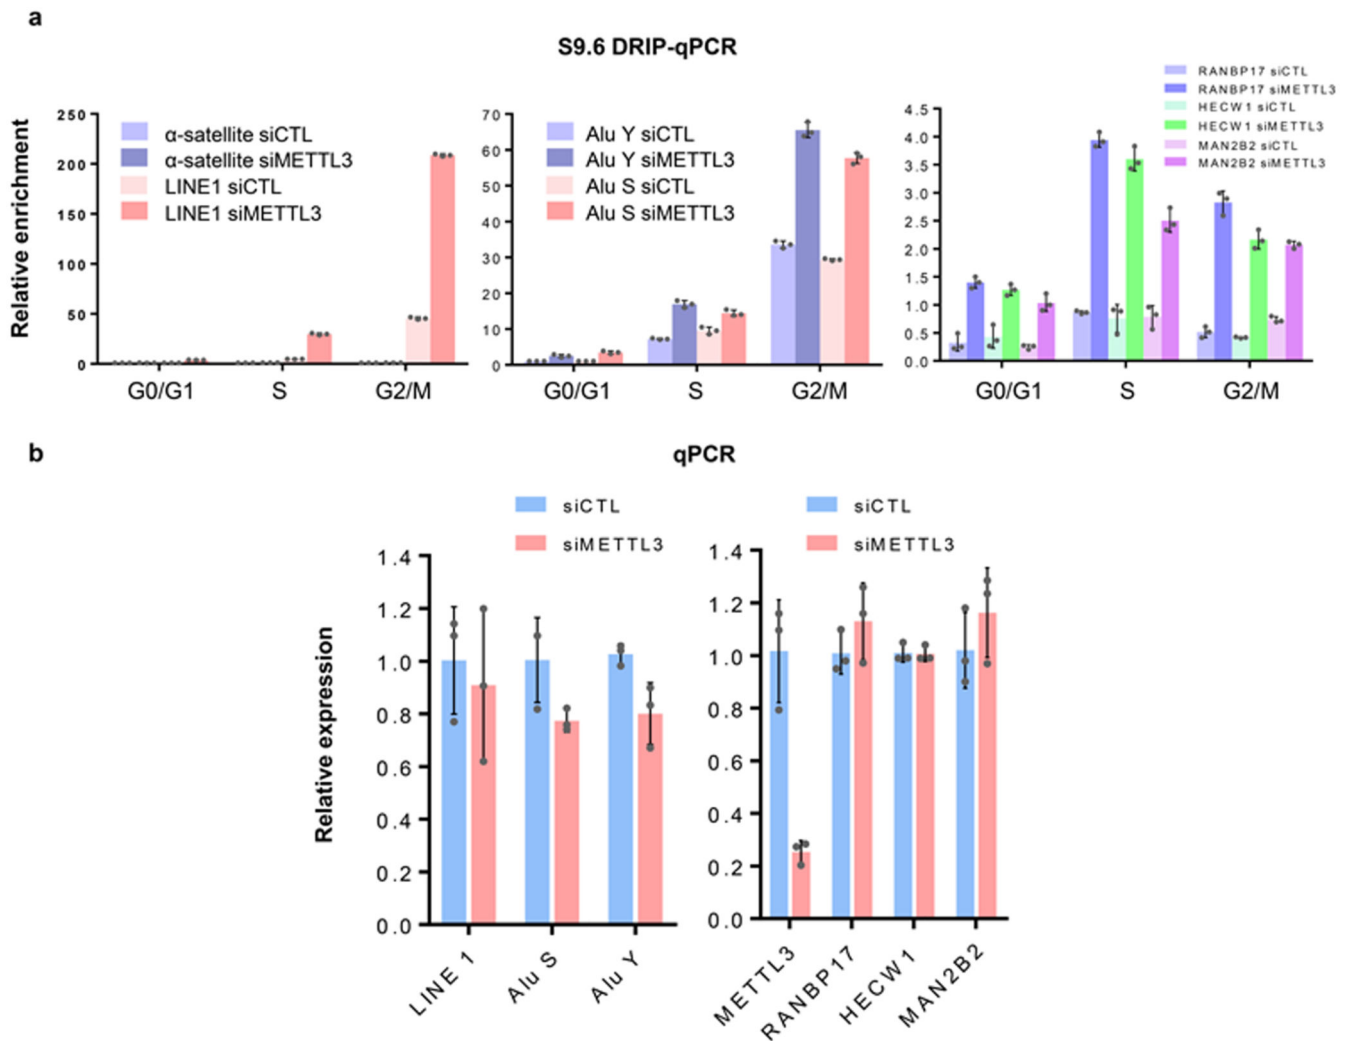 a
S9.6 DRIP-qPCR
Relative enrichment
250
200
150
100
50
0
α-satellite siCTL
α-satellite siMETTL3
LINE1 siCTL
LINE1 siMETTL3
G0/G1 S G2/M
70
60
50
40
30
20
10
0
Alu Y siCTL
Alu Y siMETTL3
Alu S siCTL
Alu S siMETTL3
G0/G1 S G2/M
RANBP17 siCTL
RANBP17 siMETTL3
HECW1 siCTL
HECW1 siMETTL3
MAN2B2 siCTL
MAN2B2 siMETTL3
4.5
4.0
3.5
3.0
2.5
2.0
1.5
1.0
0.5
0.0
G0/G1 S G2/M
b
qPCR
Relative expression
siCTL
siMETTL3
1.4
1.2
1.0
0.8
0.6
0.4
0.2
0.0
LINE 1
Alu S
Alu Y
siCTL
siMETTL3
1.4
1.2
1.0
0.8
0.6
0.4
0.2
0.0
METTL3
RANBP17
HECW1
MAN2B2